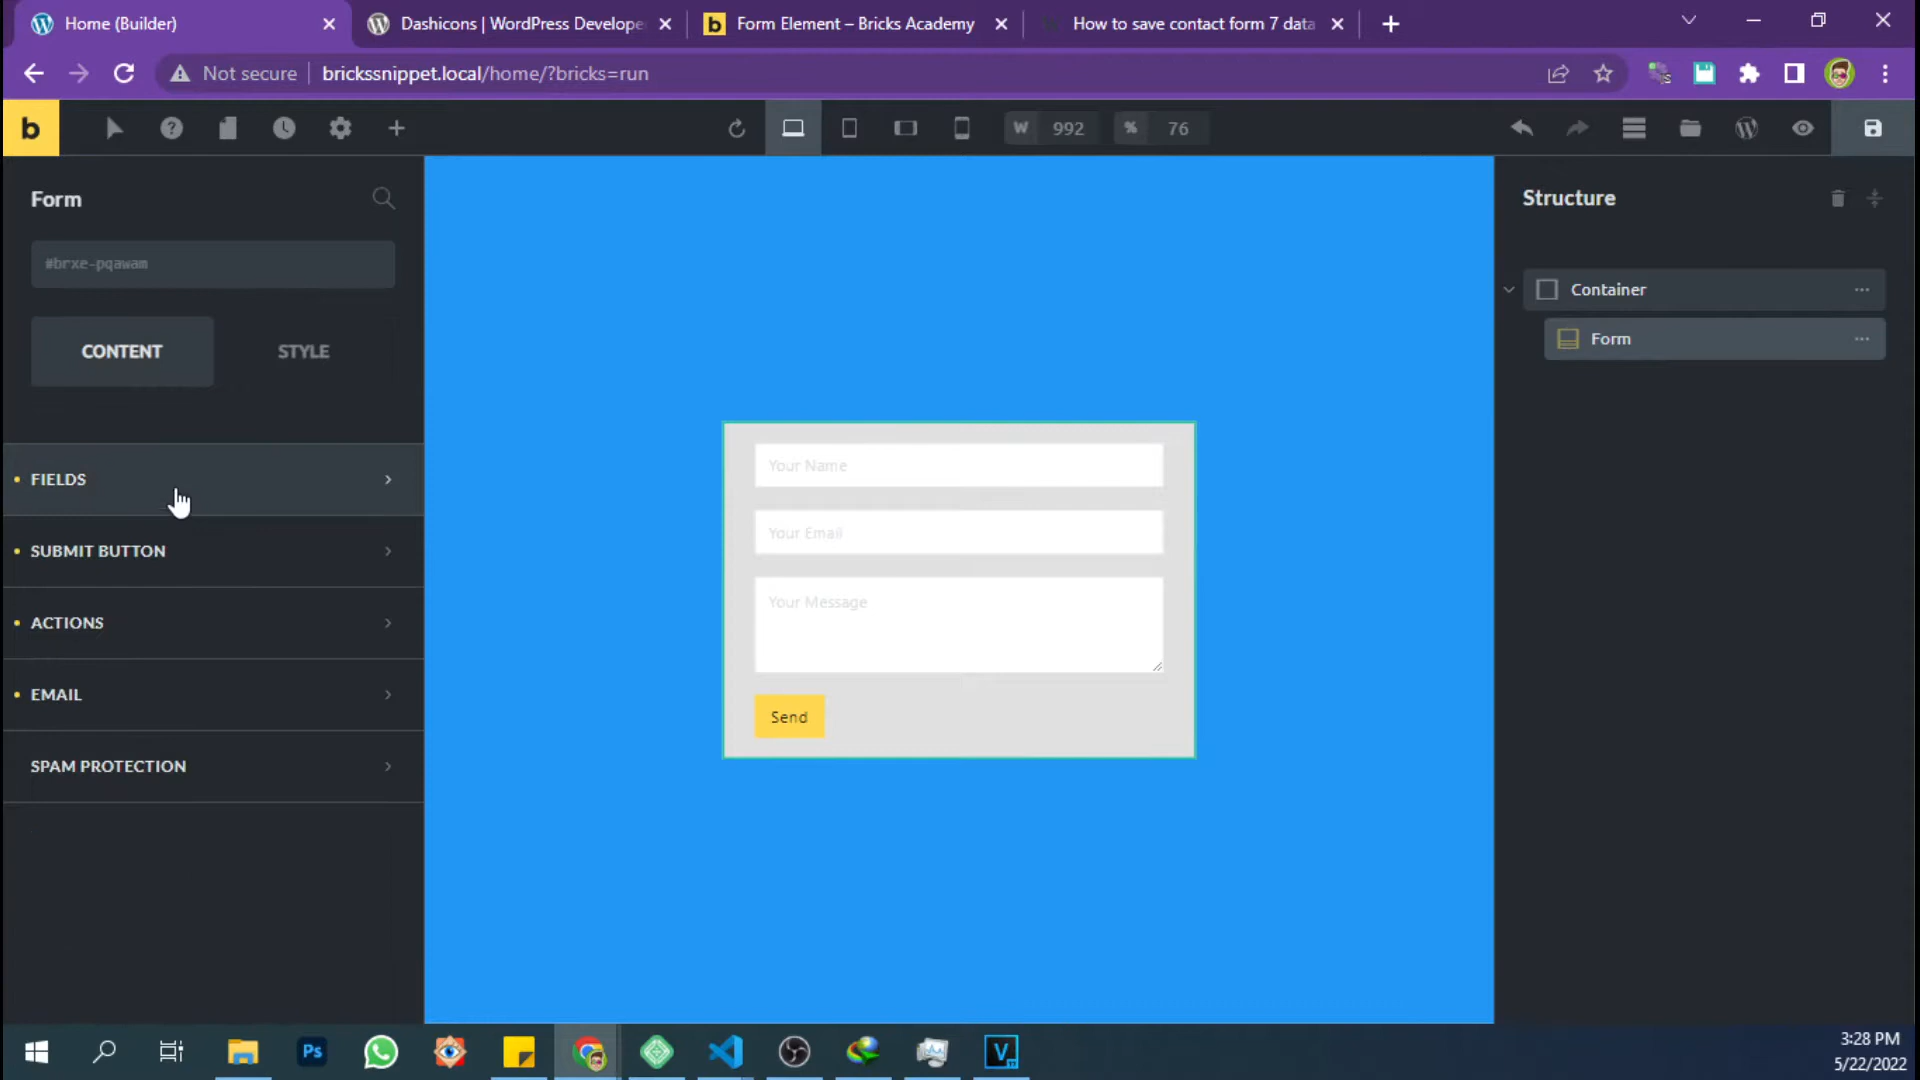 Home (Builder)
Dashicons | WordPress Develope
Form Element – Bricks Academy
How to save contact form 7 data
Not secure
brickssnippet.local/home/?bricks=run
b
W 992
% 76
Form
#brxe-pqawam
CONTENT
STYLE
FIELDS
SUBMIT BUTTON
ACTIONS
EMAIL
SPAM PROTECTION
Your Name
Your Email
Your Message
Send
Structure
Container
Form
Ps
V
3:28 PM
5/22/2022